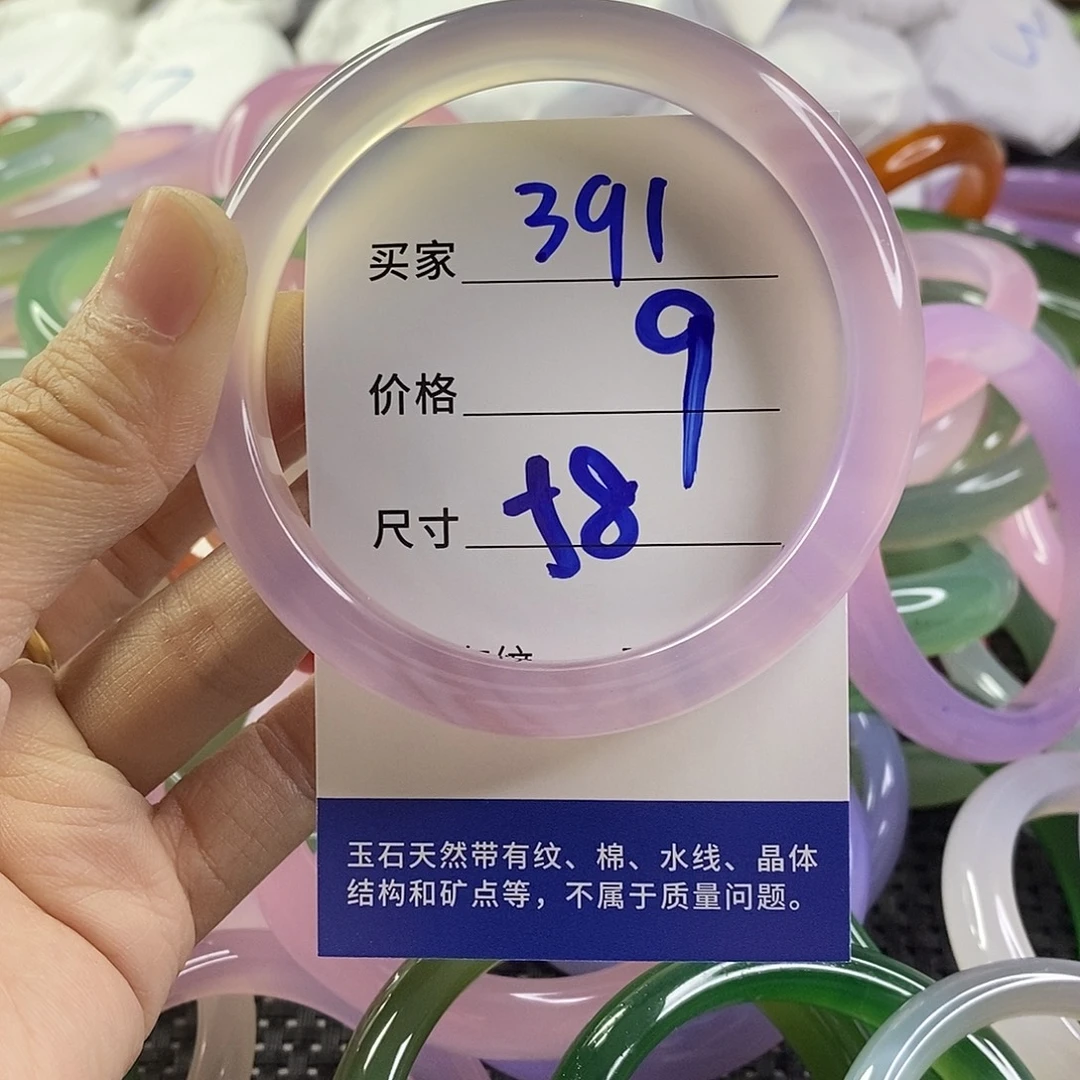 买家 391
价格 9
尺寸 58
纹
玉石天然带有纹、棉、水线、晶体
结构和矿点等，不属于质量问题。